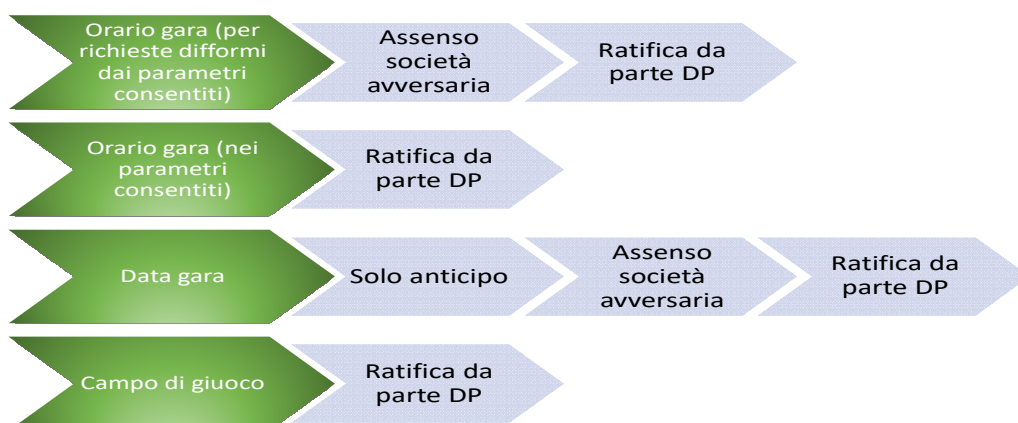 Orario gara (per
richieste difformi
dai parametri
consentiti)
Assenso
società
avversaria
Ratifica da
parte DP
Orario gara (nei
parametri
consentiti)
Ratifica da
parte DP
Data gara
Solo anticipo
Assenso
società
avversaria
Ratifica da
parte DP
Campo di giuoco
Ratifica da
parte DP